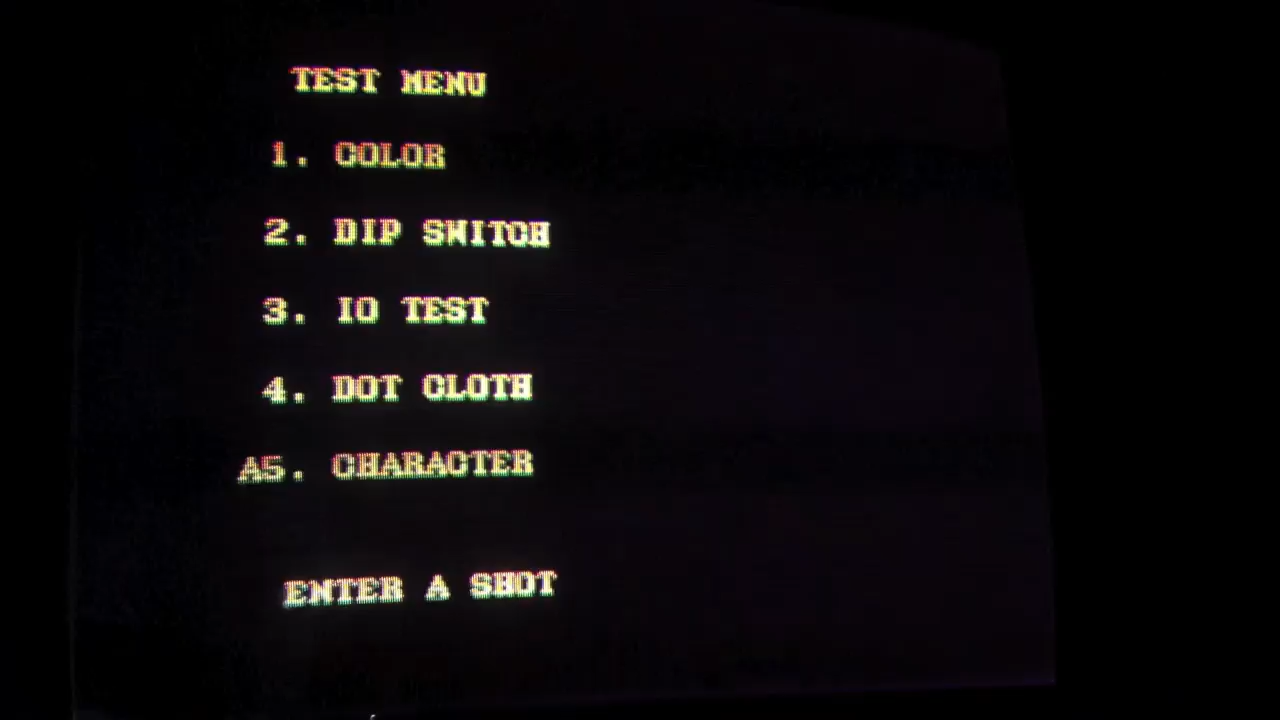 TEST MENU
1. COLOR
2. DIP SWITCH
3. IO TEST
4. DOT CLOTH
A5. CHARACTER
ENTER A SHOT